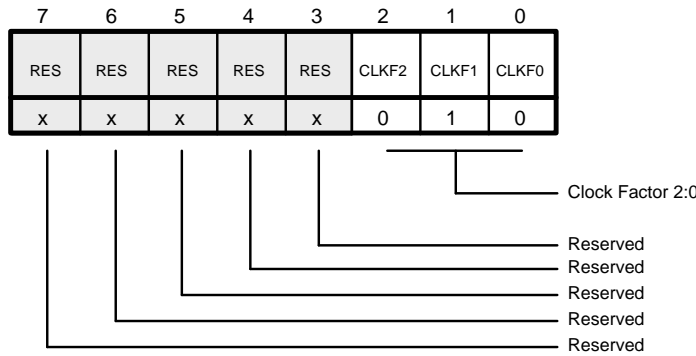 7 6 5 4 3 2 1 0
RES RES RES RES RES CLKF2 CLKF1 CLKF0
x x x x x 0 1 0
Clock Factor 2:0
Reserved
Reserved
Reserved
Reserved
Reserved